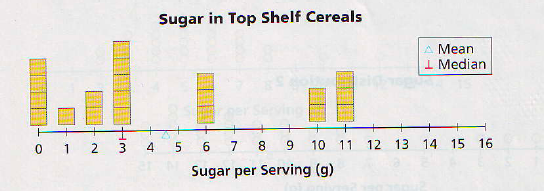 Sugar in Top Shelf Cereals
Mean
Median
0 1 2 3 4 5 6 7 8 9 10 11 12 13 14 15 16
Sugar per Serving (g)